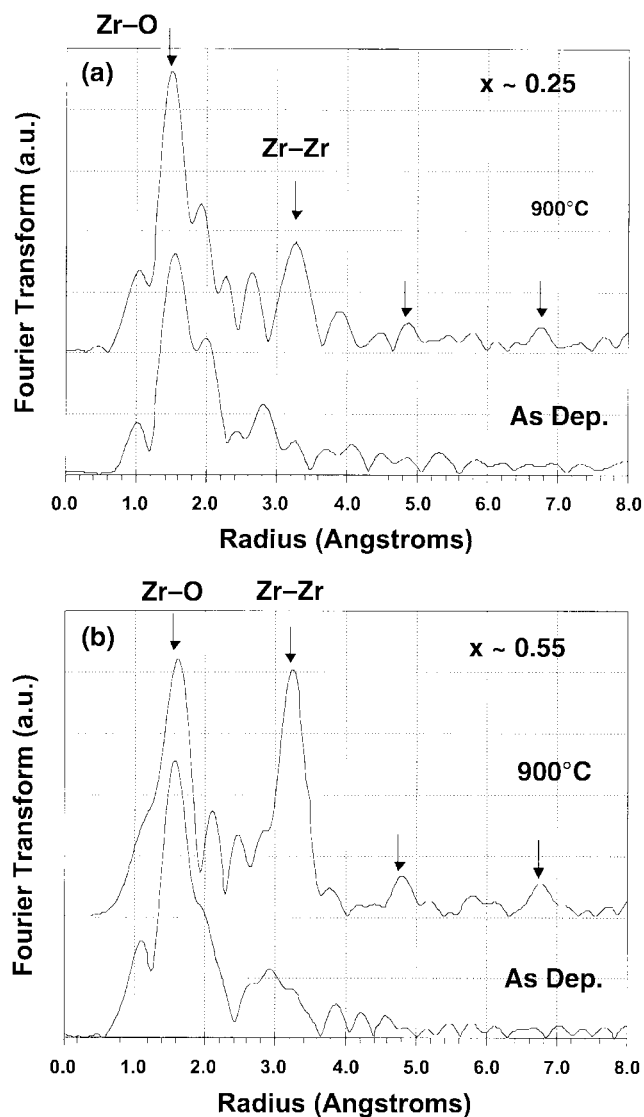 Zr–O
(a)
x ~ 0.25
Zr–Zr
900°C
As Dep.
Fourier Transform (a.u.)
0.0 1.0 2.0 3.0 4.0 5.0 6.0 7.0 8.0
Radius (Angstroms)
Zr–O Zr–Zr
(b)
x ~ 0.55
900°C
As Dep.
Fourier Transform (a.u.)
0.0 1.0 2.0 3.0 4.0 5.0 6.0 7.0 8.0
Radius (Angstroms)